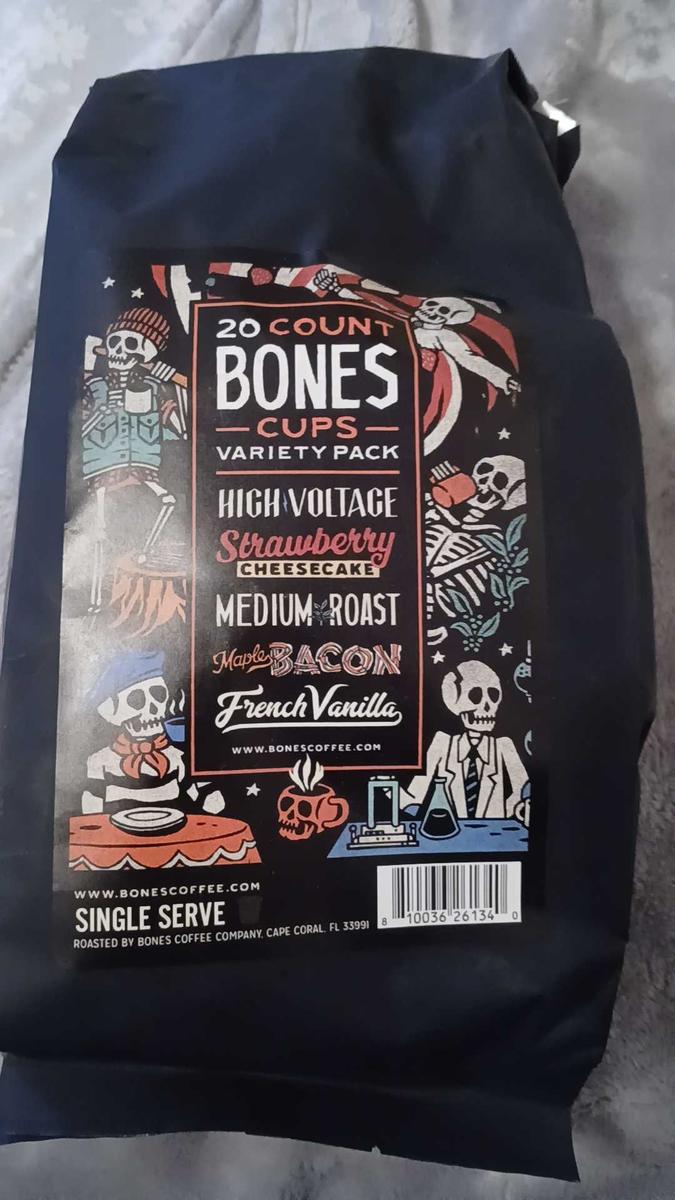 20 COUNT
BONES
CUPS
VARIETY PACK
HIGH VOLTAGE
Strawberry
CHEESECAKE
MEDIUM ROAST
Maple BACON
French Vanilla
WWW.BONESCOFFEE.COM
WWW.BONESCOFFEE.COM
SINGLE SERVE
ROASTED BY BONES COFFEE COMPANY, CAPE CORAL, FL 33991
8 10036 26134 0